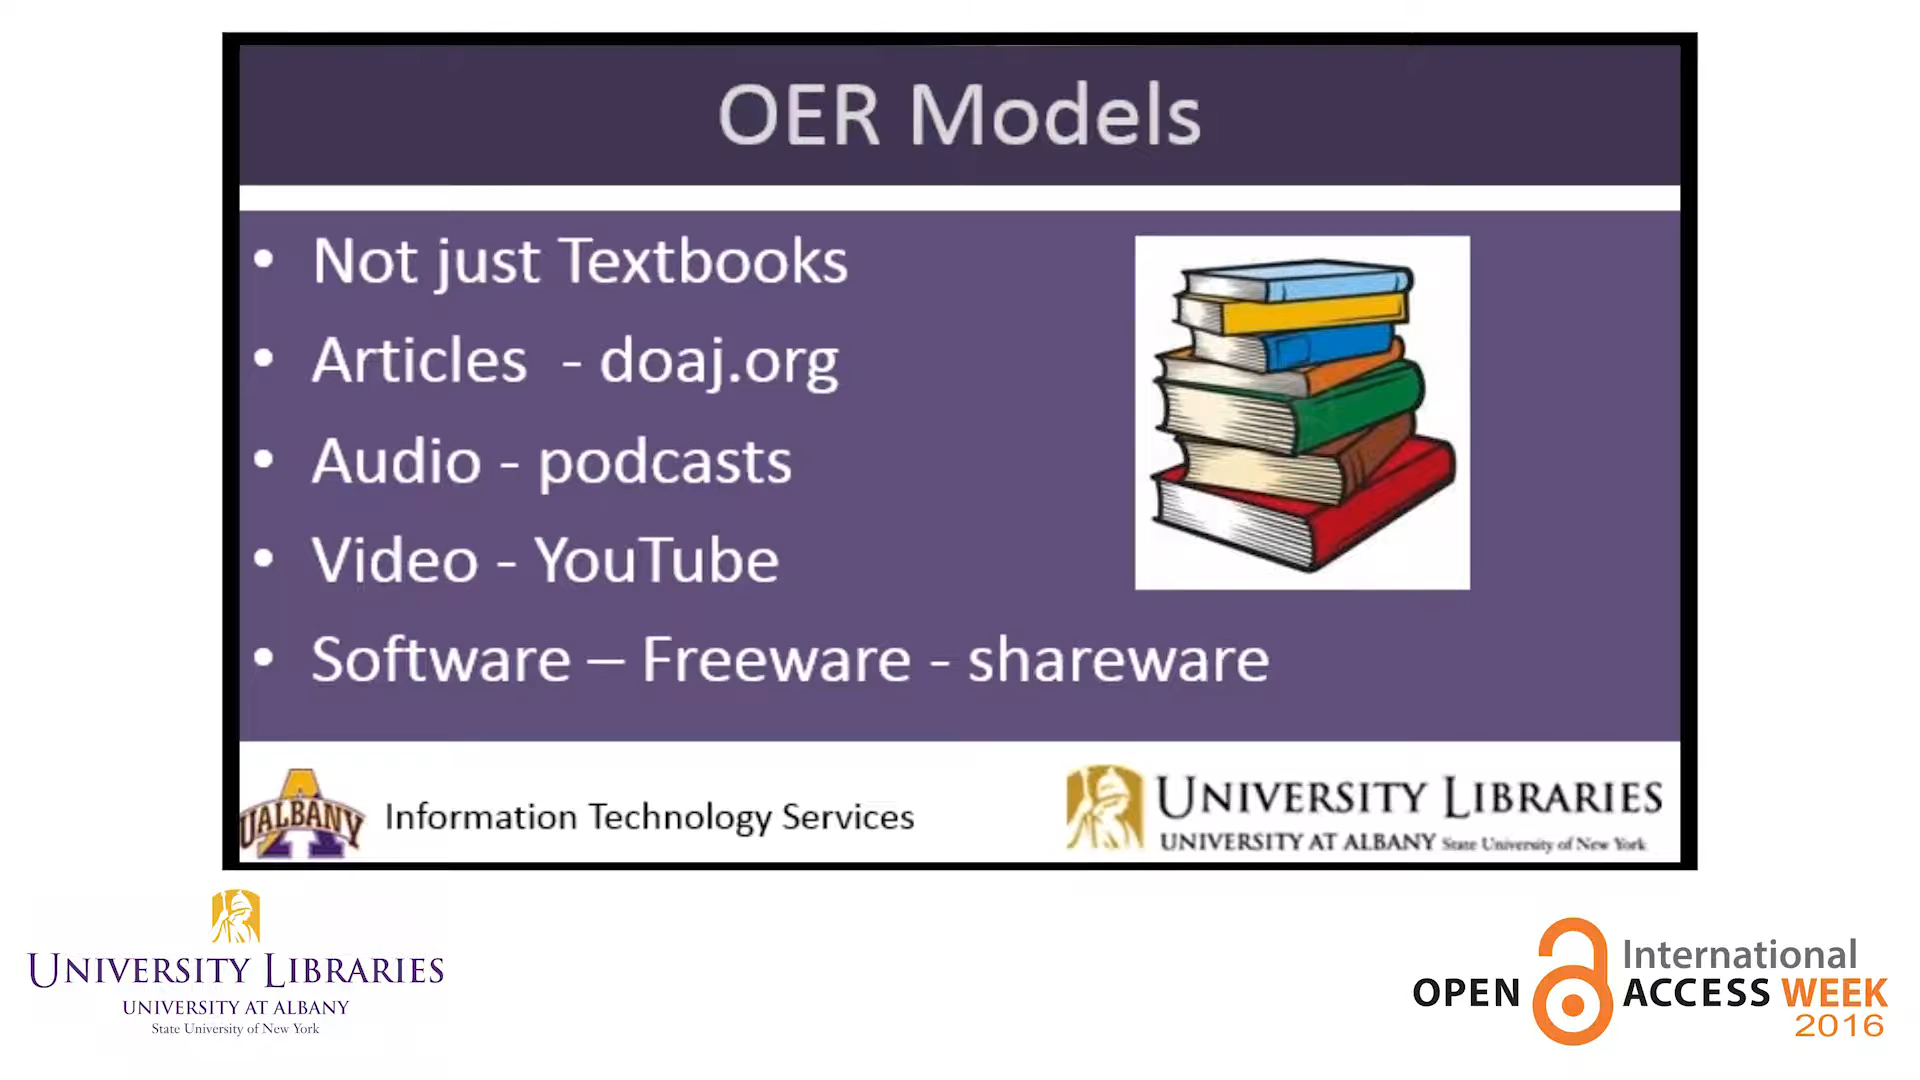 OER Models
• Not just Textbooks
• Articles - doaj.org
• Audio - podcasts
• Video - YouTube
• Software – Freeware - shareware
UALBANY
Information Technology Services
UNIVERSITY LIBRARIES
UNIVERSITY AT ALBANY State University of New York
UNIVERSITY LIBRARIES
UNIVERSITY AT ALBANY
State University of New York
International
OPEN ACCESS WEEK
2016